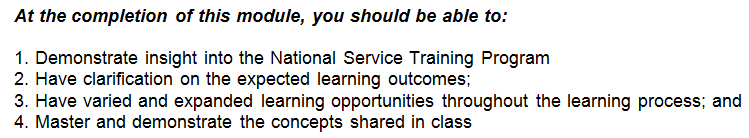 At the completion of this module, you should be able to:
1. Demonstrate insight into the National Service Training Program
2. Have clarification on the expected learning outcomes;
3. Have varied and expanded learning opportunities throughout the learning process; and
4. Master and demonstrate the concepts shared in class